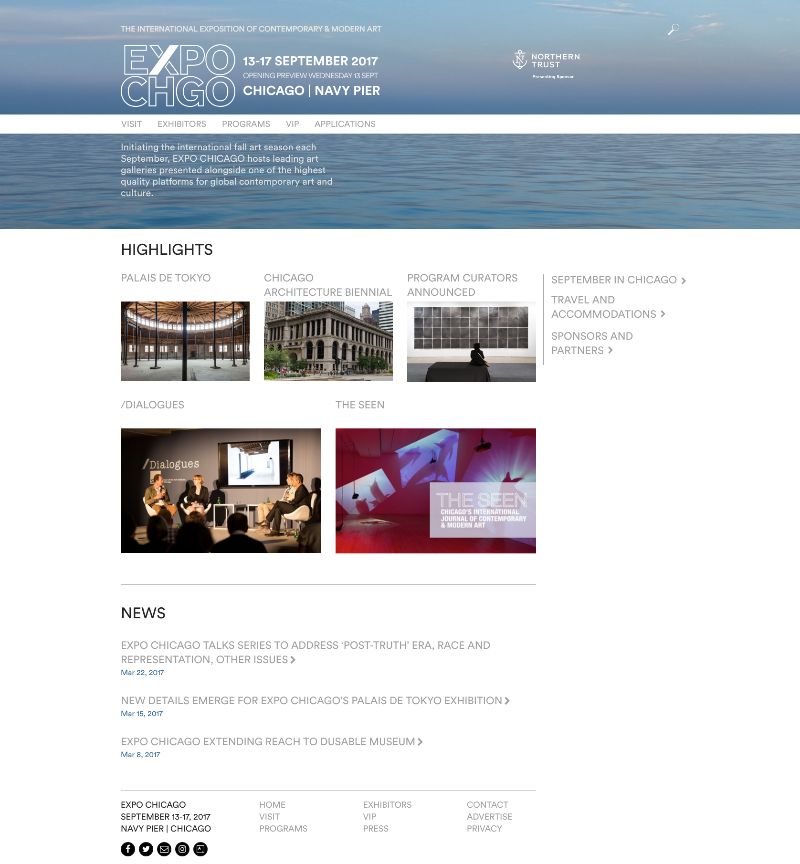 THE INTERNATIONAL EXPOSITION OF CONTEMPORARY & MODERN ART
EXPO
CHGO
13-17 SEPTEMBER 2017
OPENING PREVIEW WEDNESDAY 13 SEPT
CHICAGO | NAVY PIER
NORTHERN
TRUST
Presenting Sponsor
VISIT EXHIBITORS PROGRAMS VIP APPLICATIONS
Initiating the international fall art season each
September, EXPO CHICAGO hosts leading art
galleries presented alongside one of the highest
quality platforms for global contemporary art and
culture.
HIGHLIGHTS
PALAIS DE TOKYO
CHICAGO
ARCHITECTURE BIENNIAL
PROGRAM CURATORS
ANNOUNCED
SEPTEMBER IN CHICAGO
TRAVEL AND
ACCOMMODATIONS
SPONSORS AND
PARTNERS
/DIALOGUES
/Dialogues
THE SEEN
THE SEEN
CHICAGO'S INTERNATIONAL
JOURNAL OF CONTEMPORARY
& MODERN ART
NEWS
EXPO CHICAGO TALKS SERIES TO ADDRESS ‘POST-TRUTH’ ERA, RACE AND
REPRESENTATION, OTHER ISSUES
Mar 22, 2017
NEW DETAILS EMERGE FOR EXPO CHICAGO’S PALAIS DE TOKYO EXHIBITION
Mar 15, 2017
EXPO CHICAGO EXTENDING REACH TO DUSABLE MUSEUM
Mar 8, 2017
EXPO CHICAGO
SEPTEMBER 13-17, 2017
NAVY PIER | CHICAGO
HOME
VISIT
PROGRAMS
EXHIBITORS
VIP
PRESS
CONTACT
ADVERTISE
PRIVACY